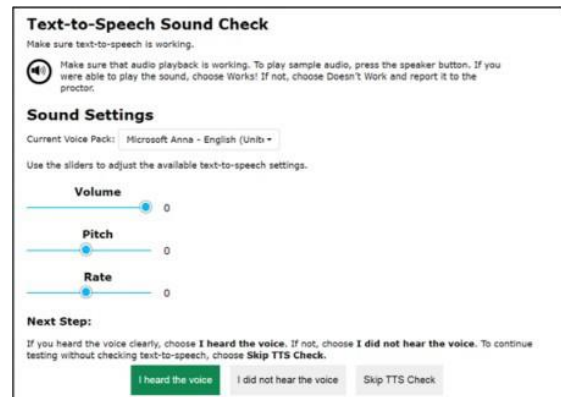 Text-to-Speech Sound Check
Make sure text-to-speech is working.
Make sure that audio playback is working. To play sample audio, press the speaker button. If you
were able to play the sound, choose Works! If not, choose Doesn't Work and report it to the
proctor.
Sound Settings
Current Voice Pack: Microsoft Anna - English (Unit
Use the sliders to adjust the available text-to-speech settings.
Volume
0
Pitch
0
Rate
0
Next Step:
If you heard the voice clearly, choose I heard the voice. If not, choose I did not hear the voice. To continue
testing without checking text-to-speech, choose Skip TTS Check.
I heard the voice I did not hear the voice Skip TTS Check